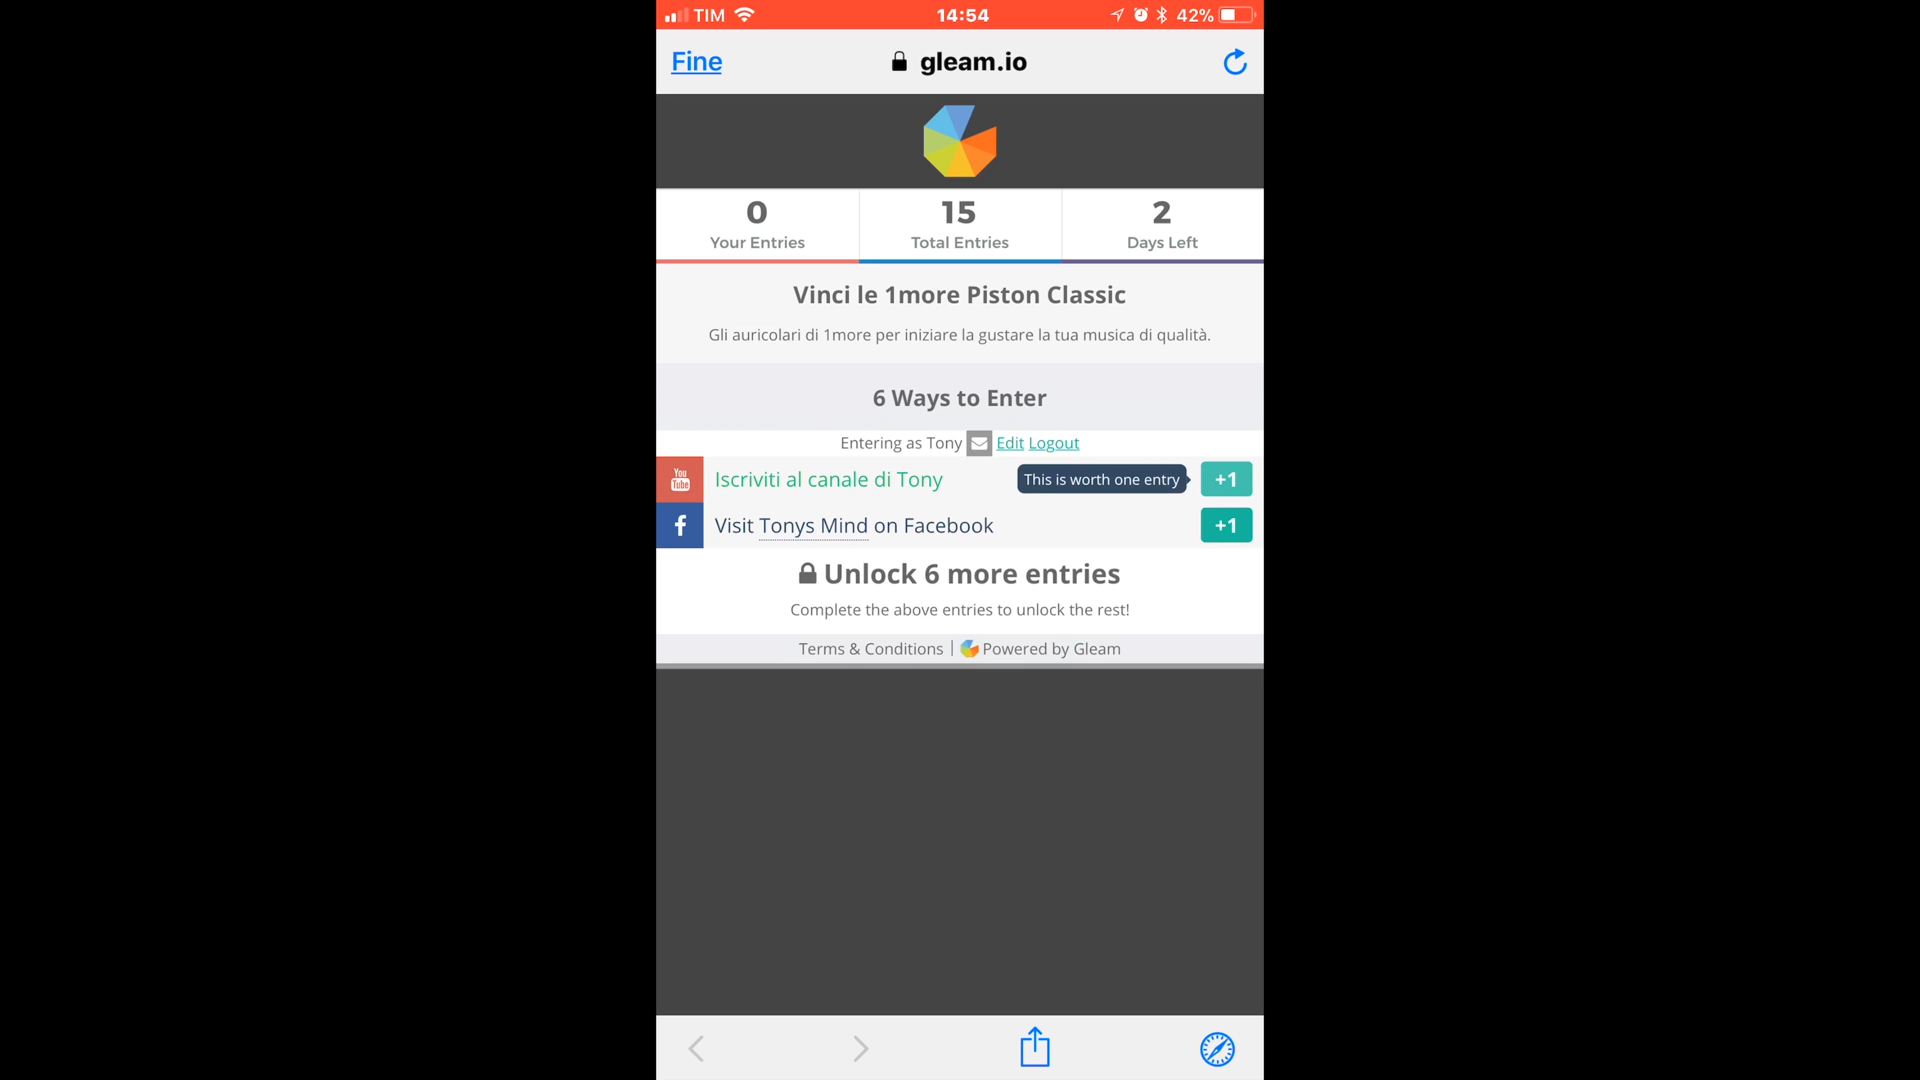 TIM 14:54 42%
Fine gleam.io
0 15 2
Your Entries Total Entries Days Left
Vinci le 1more Piston Classic
Gli auricolari di 1more per iniziare la gustare la tua musica di qualità.
6 Ways to Enter
Entering as Tony Edit Logout
You Tube Iscriviti al canale di Tony This is worth one entry +1
f Visit Tonys Mind on Facebook +1
Unlock 6 more entries
Complete the above entries to unlock the rest!
Terms & Conditions | Powered by Gleam